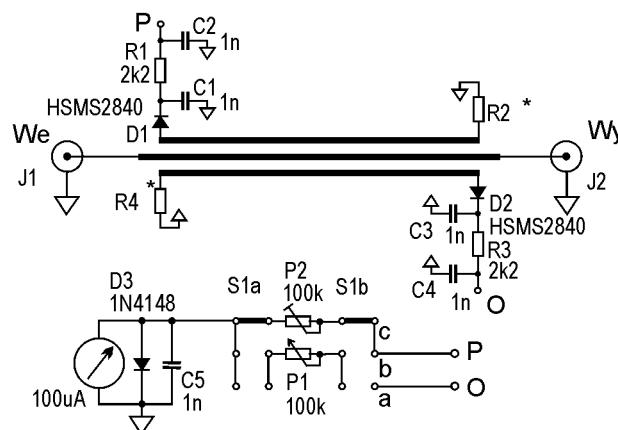 P
C2
1n
R1
2k2
C1
1n
HSMS2840
D1
R2 *
We
Wy
J1
J2
* R4
D2
HSMS2840
C3 1n
R3
2k2
C4 1n
O
D3
1N4148
S1a
P2
100k
S1b
c
P
b
P1
100k
a
O
C5
1n
100uA